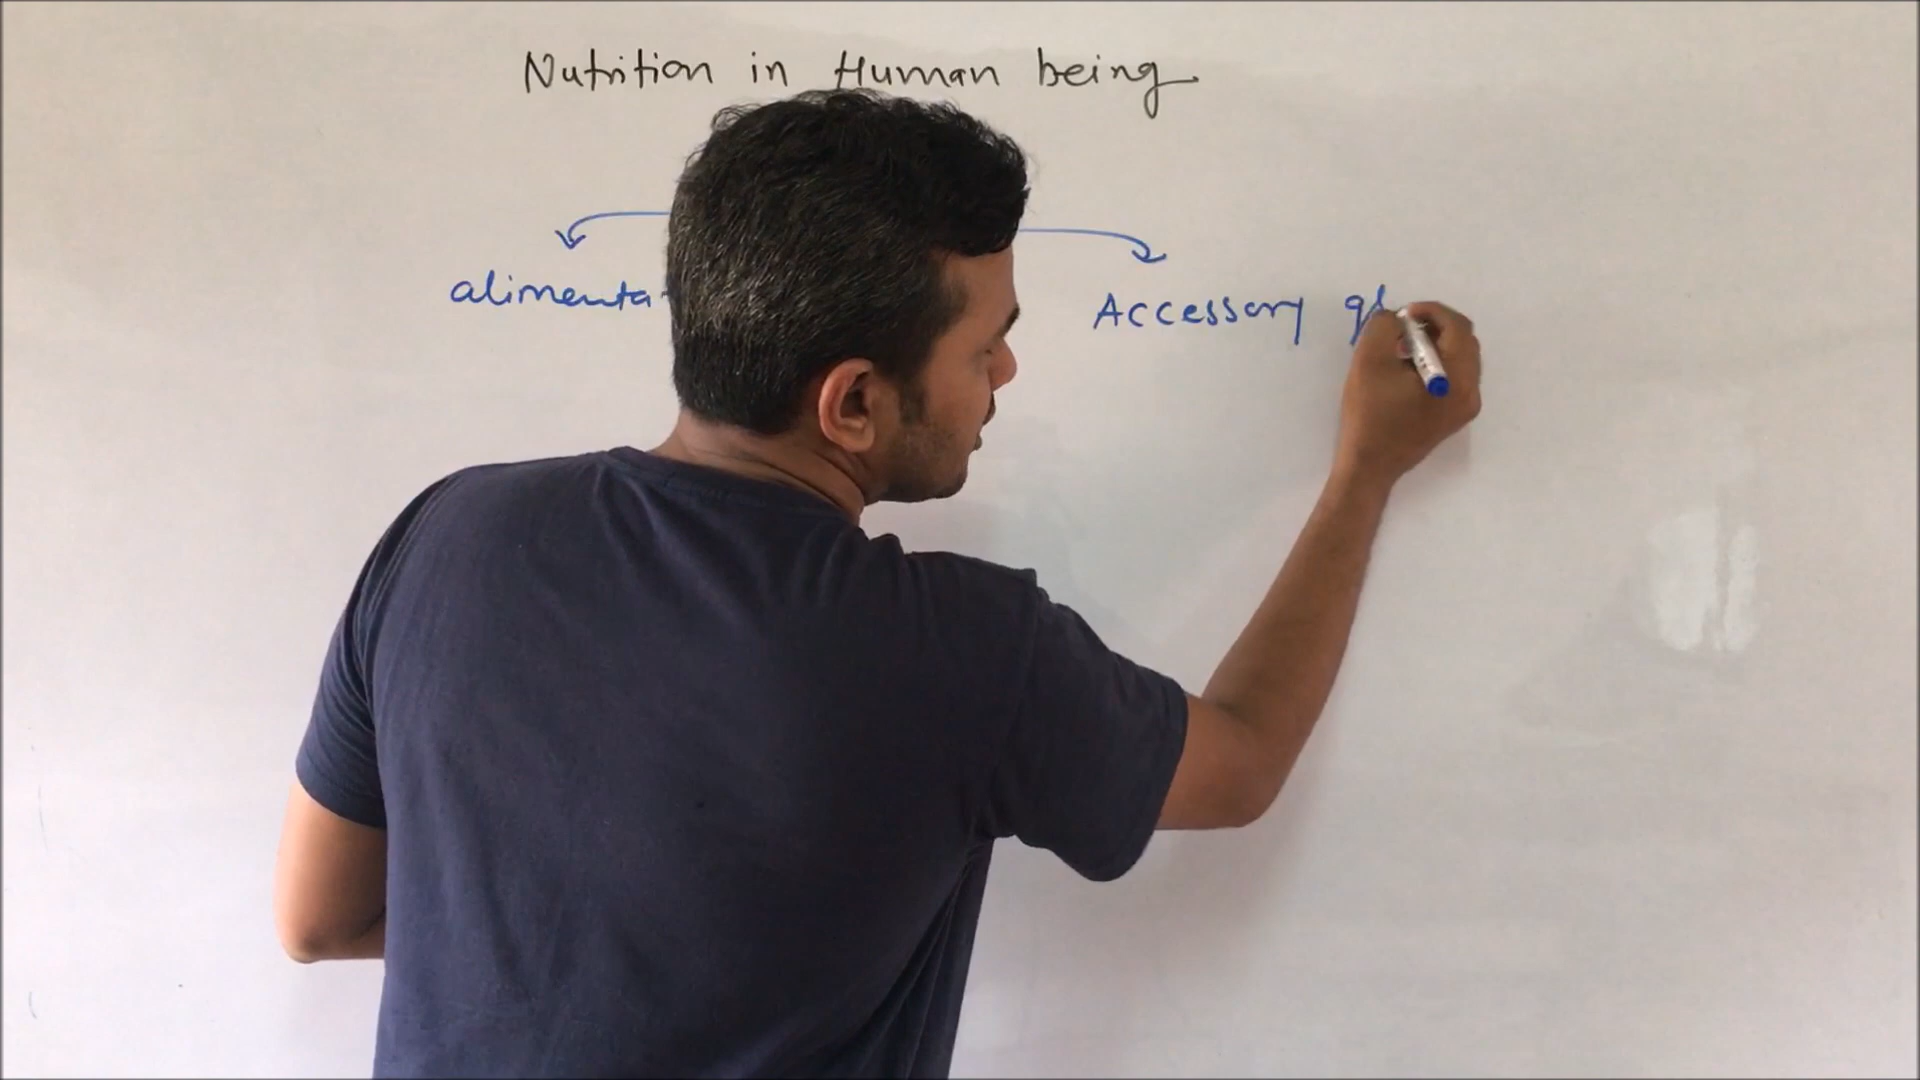 Nutrition in Human being
alimenta
Accessory gl